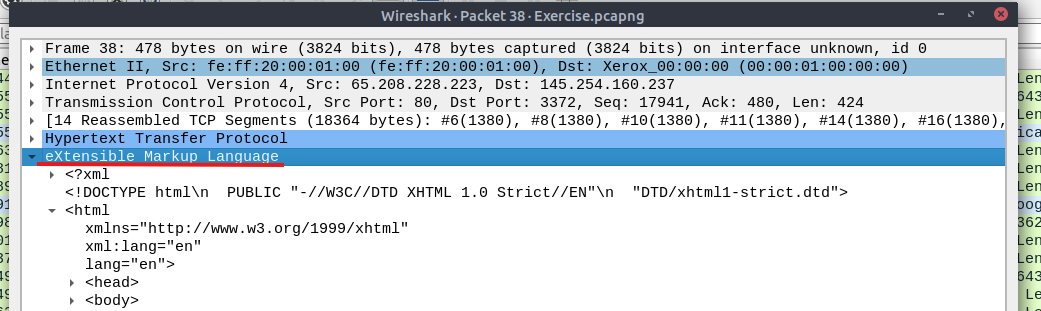 Wireshark · Packet 38 · Exercise.pcapng
Frame 38: 478 bytes on wire (3824 bits), 478 bytes captured (3824 bits) on interface unknown, id 0
Ethernet II, Src: fe:ff:20:00:01:00 (fe:ff:20:00:01:00), Dst: Xerox_00:00:00 (00:00:01:00:00:00)
Internet Protocol Version 4, Src: 65.208.228.223, Dst: 145.254.160.237
Transmission Control Protocol, Src Port: 80, Dst Port: 3372, Seq: 17941, Ack: 480, Len: 424
[14 Reassembled TCP Segments (18364 bytes): #6(1380), #8(1380), #10(1380), #11(1380), #14(1380), #16(1380),
Hypertext Transfer Protocol
eXtensible Markup Language
<?xml
<!DOCTYPE html\n  PUBLIC "-//W3C//DTD XHTML 1.0 Strict//EN"\n  "DTD/xhtml1-strict.dtd">
<html
xmlns="http://www.w3.org/1999/xhtml"
xml:lang="en"
lang="en">
<head>
<body>